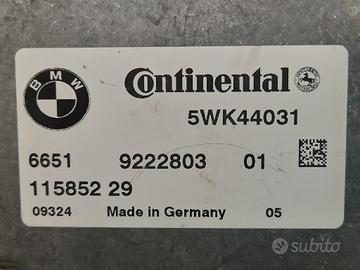 BMW
Continental
5WK44031
6651 9222803 01
115852 29
09324 Made in Germany 05
subito